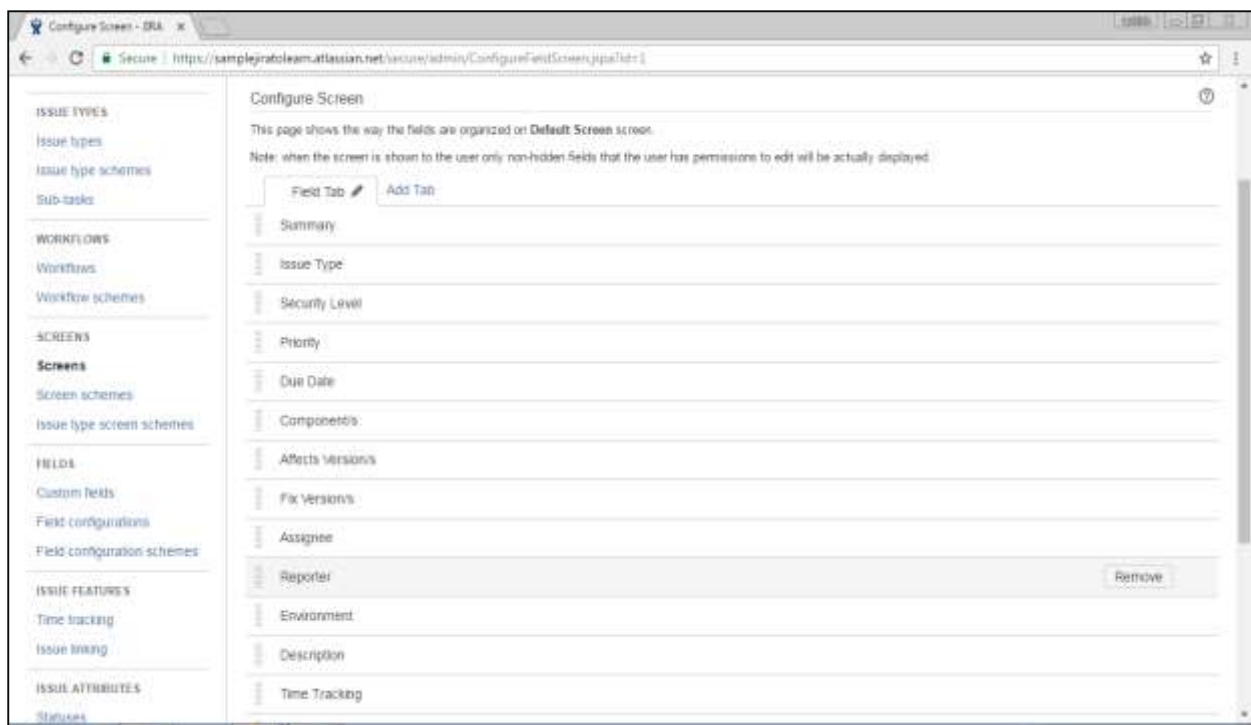 Configure Screen - JIRA
Secure | https://samplejiratolearn.atlassian.net/secure/admin/ConfigureFieldScreen.jspa?id=1
ISSUE TYPES
Issue types
Issue type schemes
Sub-tasks
WORKFLOWS
Workflows
Workflow schemes
SCREENS
Screens
Screen schemes
Issue type screen schemes
FIELDS
Custom fields
Field configurations
Field configuration schemes
ISSUE FEATURES
Time tracking
Issue linking
ISSUE ATTRIBUTES
Statuses
Configure Screen
This page shows the way the fields are organized on Default Screen screen.
Note: when the screen is shown to the user only non-hidden fields that the user has permissions to edit will be actually displayed.
Field Tab
Add Tab
Summary
Issue Type
Security Level
Priority
Due Date
Component/s
Affects Version/s
Fix Version/s
Assignee
Reporter
Remove
Environment
Description
Time Tracking